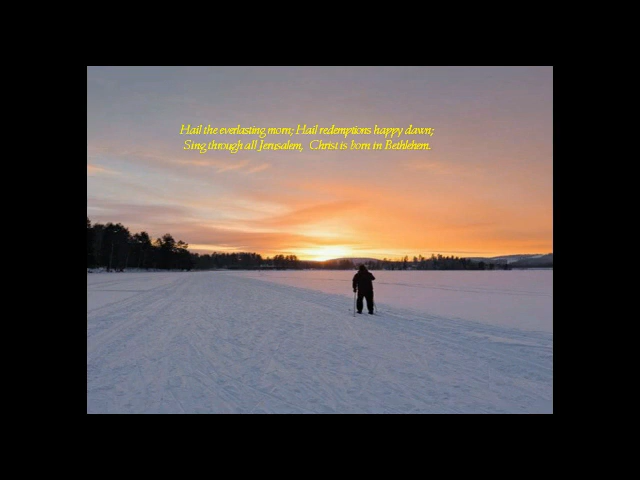 Hail the everlasting morn; Hail redemptions happy dawn;
Sing through all Jerusalem, Christ is born in Bethlehem.